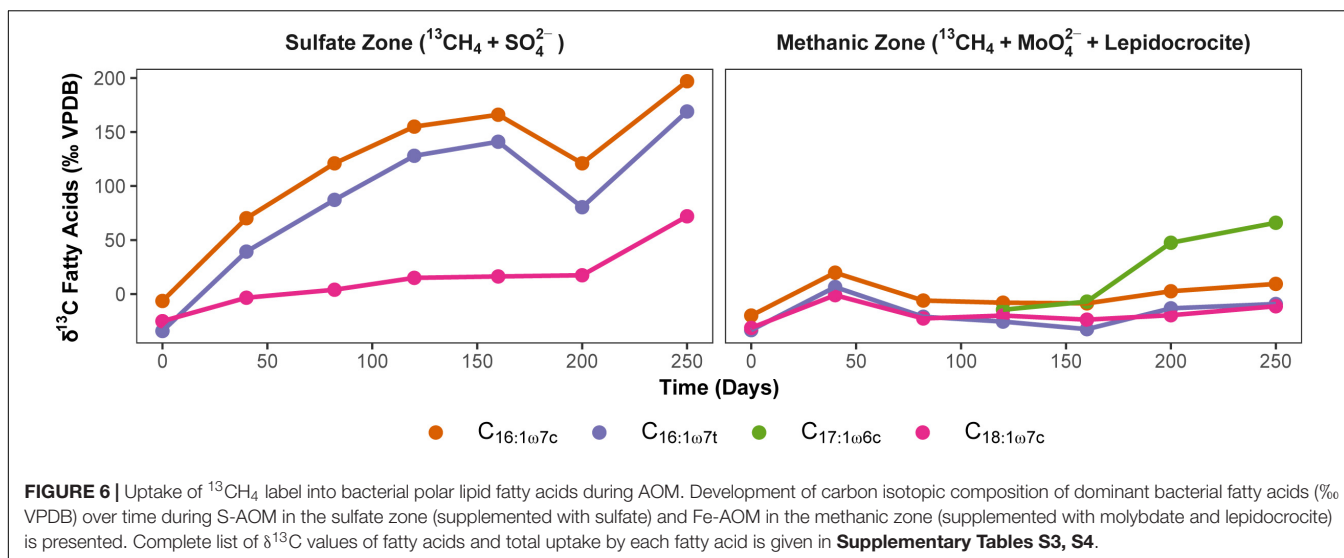 Sulfate Zone (¹³CH₄ + SO₄²⁻)
Methanic Zone (¹³CH₄ + MoO₄²⁻ + Lepidocrocite)
δ¹³C Fatty Acids (‰ VPDB)
200
150
100
50
0
0 50 100 150 200 250
0 50 100 150 200 250
Time (Days)
C₁₆:₁ω₇c C₁₆:₁ω₇t C₁₇:₁ω₆c C₁₈:₁ω₇c
FIGURE 6 | Uptake of ¹³CH₄ label into bacterial polar lipid fatty acids during AOM. Development of carbon isotopic composition of dominant bacterial fatty acids (‰
VPDB) over time during S-AOM in the sulfate zone (supplemented with sulfate) and Fe-AOM in the methanic zone (supplemented with molybdate and lepidocrocite)
is presented. Complete list of δ¹³C values of fatty acids and total uptake by each fatty acid is given in Supplementary Tables S3, S4.